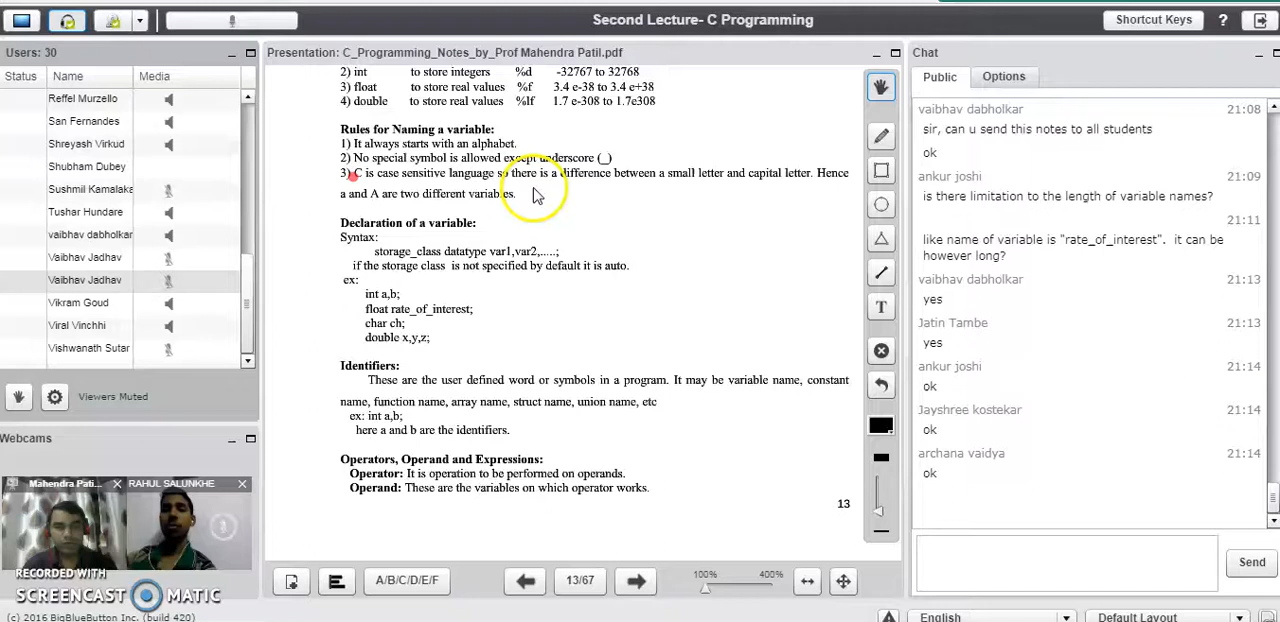 Second Lecture- C Programming
Shortcut Keys
?
Users: 30
Status Name Media
Reffel Murzello
San Fernandes
Shreyash Virkud
Shubham Dubey
Sushmil Kamalaka
Tushar Hundare
vaibhav dabholkar
Vaibhav Jadhav
Vaibhav Jadhav
Vikram Goud
Viral Vinchhi
Vishwanath Sutar
Viewers Muted
Webcams
Mahendra Pati...
RAHUL SALUNKHE
RECORDED WITH
SCREENCAST MATIC
(c) 2016 BigBlueButton Inc. (build 420)
Presentation: C_Programming_Notes_by_Prof Mahendra Patil.pdf
2) int to store integers %d -32767 to 32768
3) float to store real values %f 3.4 e-38 to 3.4 e+38
4) double to store real values %lf 1.7 e-308 to 1.7e308
Rules for Naming a variable:
1) It always starts with an alphabet.
2) No special symbol is allowed except underscore (_)
3) C is case sensitive language so there is a difference between a small letter and capital letter. Hence
a and A are two different variables.
Declaration of a variable:
Syntax:
storage_class datatype var1,var2,.....;
if the storage class is not specified by default it is auto.
ex:
int a,b;
float rate_of_interest;
char ch;
double x,y,z;
Identifiers:
These are the user defined word or symbols in a program. It may be variable name, constant
name, function name, array name, struct name, union name, etc
ex: int a,b;
here a and b are the identifiers.
Operators, Operand and Expressions:
Operator: It is operation to be performed on operands.
Operand: These are the variables on which operator works.
13
T
A/B/C/D/E/F
13/67
100% 400%
Chat
Public Options
vaibhav dabholkar 21:08
sir, can u send this notes to all students
ok
ankur joshi 21:09
is there limitation to the length of variable names?
21:11
like name of variable is "rate_of_interest". it can be
however long?
vaibhav dabholkar 21:13
yes
Jatin Tambe 21:13
yes
ankur joshi 21:14
ok
Jayshree kostekar 21:14
ok
archana vaidya 21:14
ok
Send
English
Default Layout